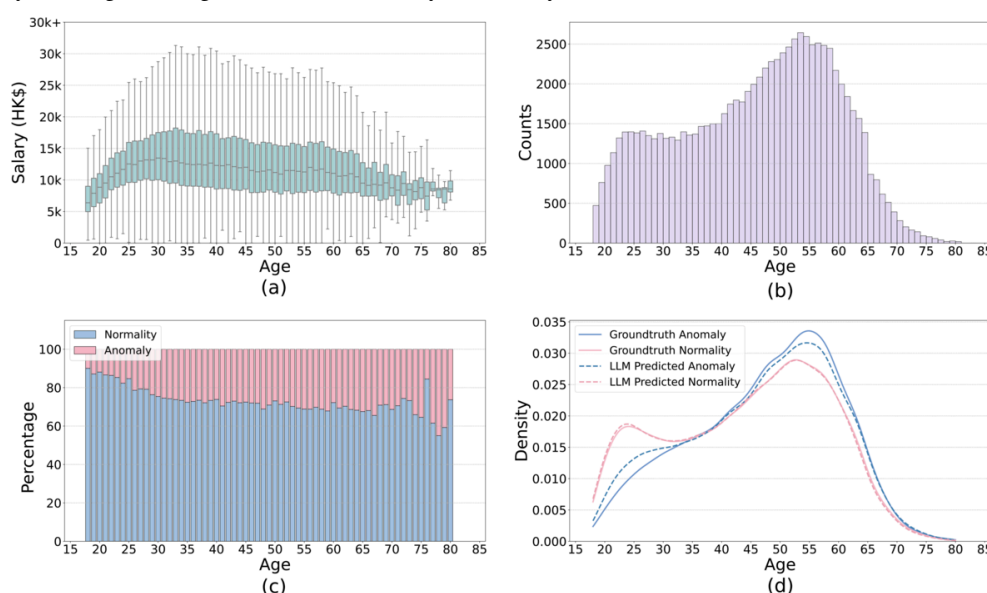 30k+
30k
25k
20k
15k
10k
5k
0
Salary (HK$)
15 20 25 30 35 40 45 50 55 60 65 70 75 80 85
Age
(a)
2500
2000
1500
1000
500
0
Counts
15 20 25 30 35 40 45 50 55 60 65 70 75 80 85
Age
(b)
Normality
Anomaly
100
80
60
40
20
0
Percentage
15 20 25 30 35 40 45 50 55 60 65 70 75 80 85
Age
(c)
0.035
0.030
0.025
0.020
0.015
0.010
0.005
0.000
Density
Groundtruth Anomaly
Groundtruth Normality
LLM Predicted Anomaly
LLM Predicted Normality
15 20 25 30 35 40 45 50 55 60 65 70 75 80 85
Age
(d)